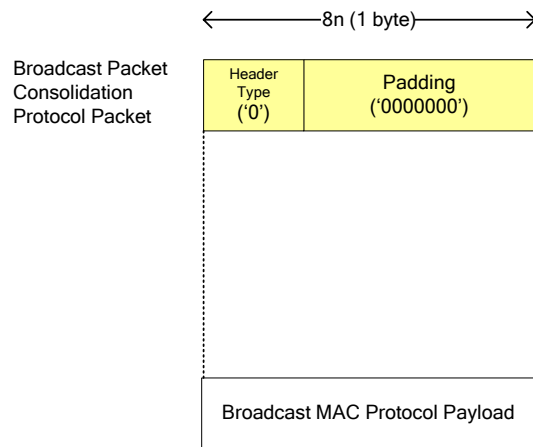 8n (1 byte)
Broadcast Packet
Consolidation
Protocol Packet
Header
Type
(‘0’)
Padding
(‘0000000’)
Broadcast MAC Protocol Payload